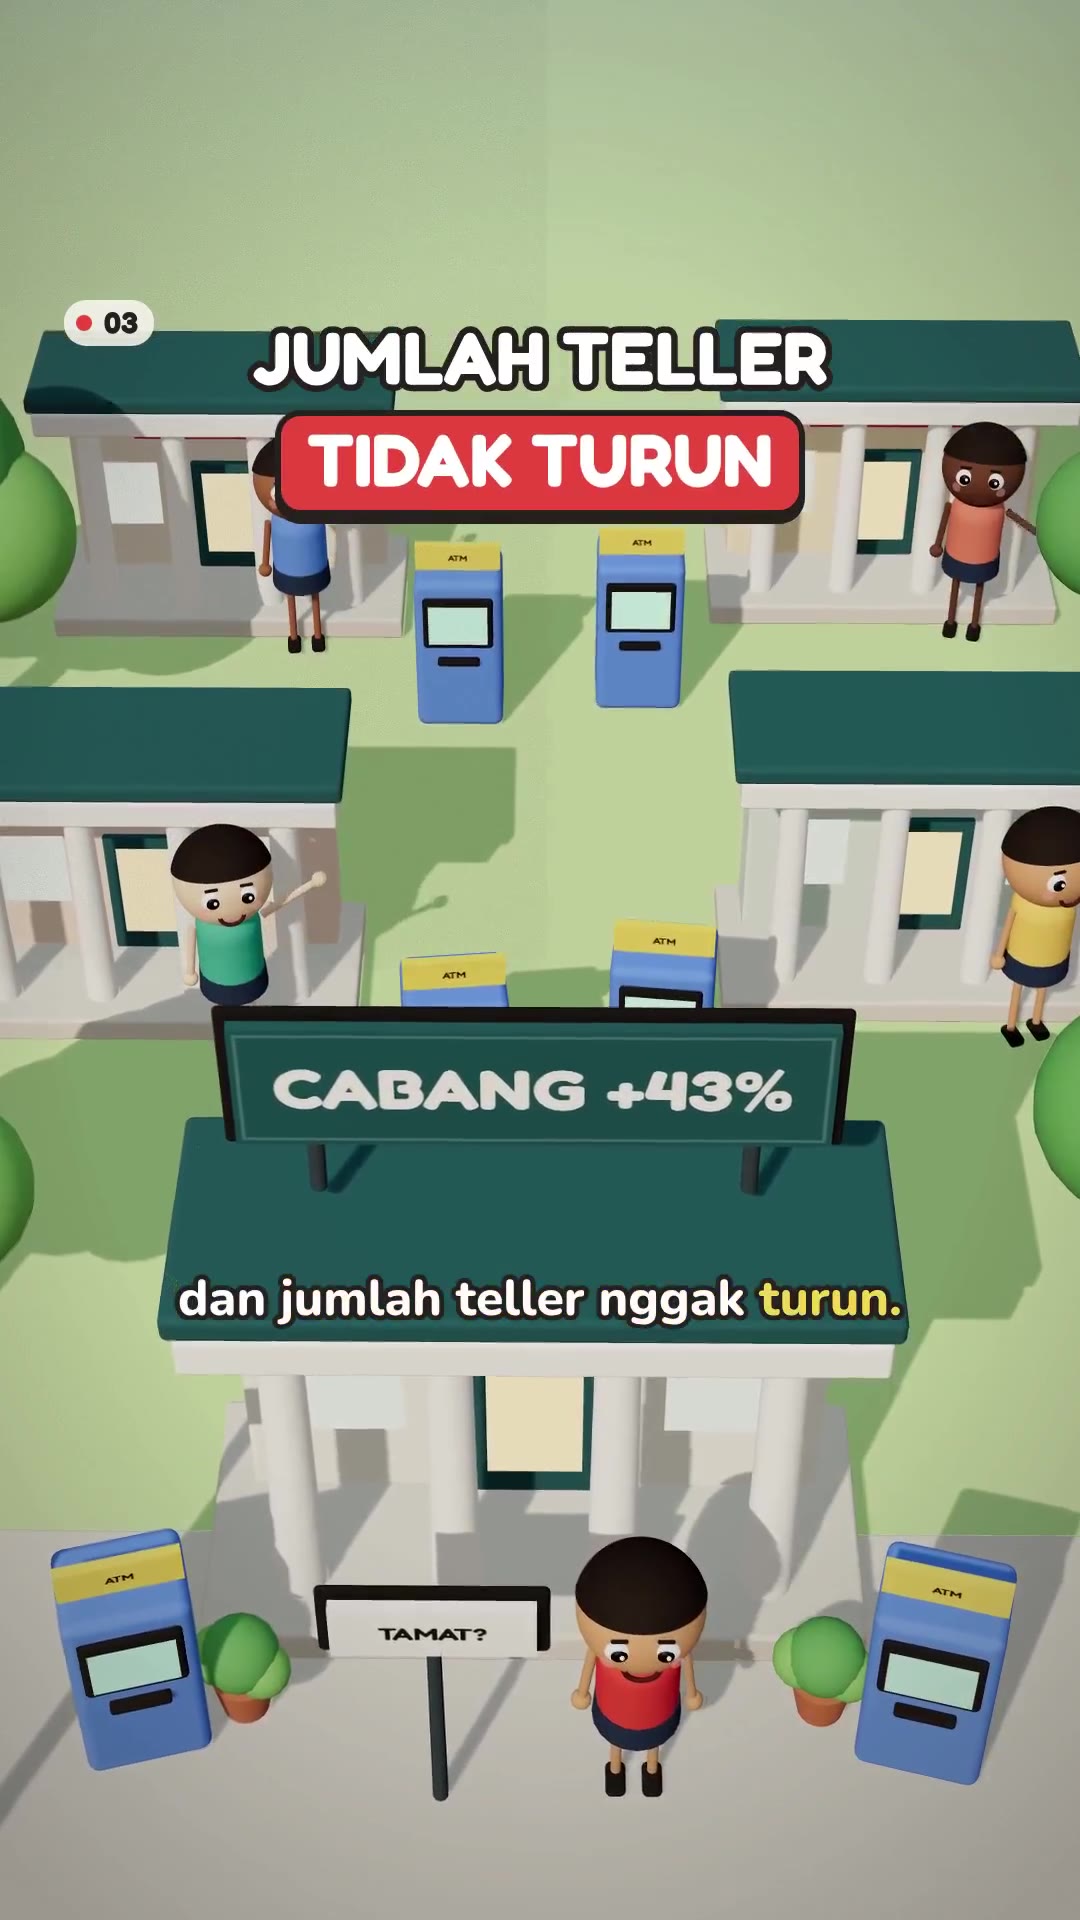 03
JUMLAH TELLER
TIDAK TURUN
ATM
ATM
ATM
ATM
CABANG +43%
dan jumlah teller nggak turun.
ATM
ATM
TAMAT?